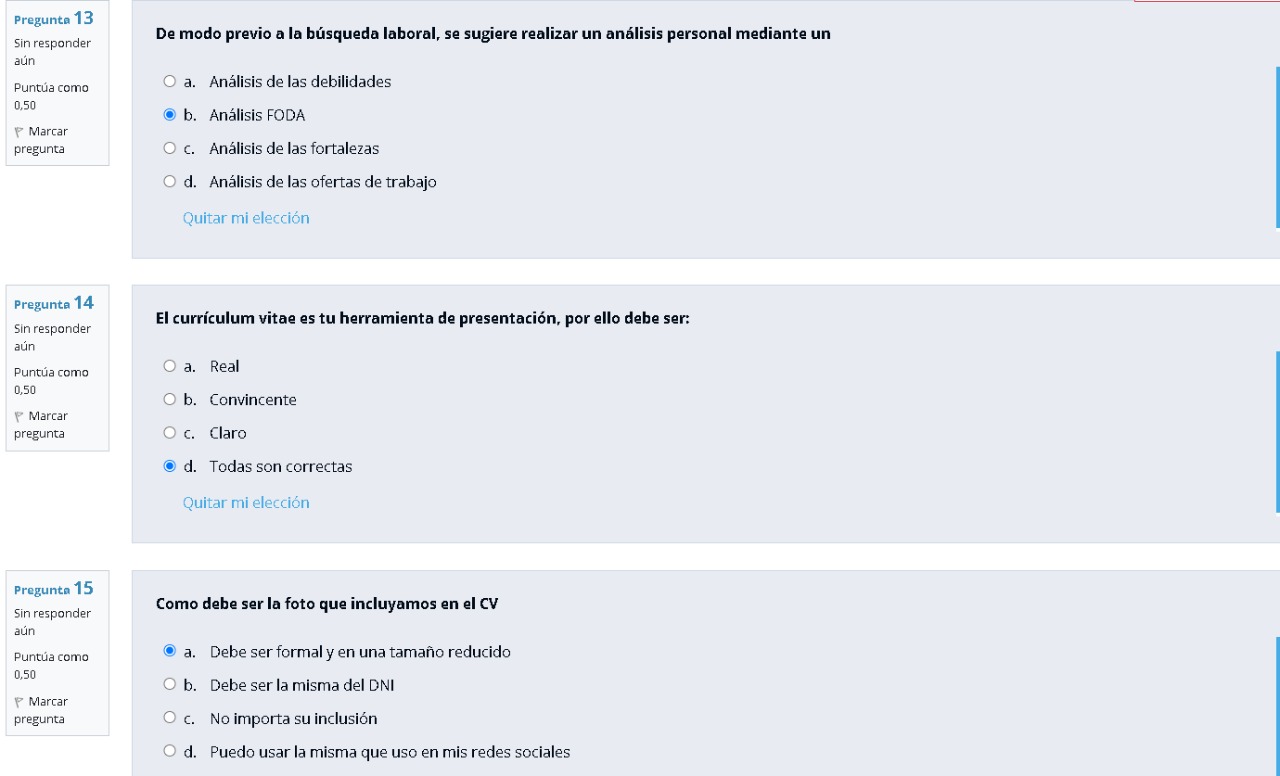 Pregunta 13
Sin responder
aún
Puntúa como
0,50
Marcar
pregunta
De modo previo a la búsqueda laboral, se sugiere realizar un análisis personal mediante un
a. Análisis de las debilidades
b. Análisis FODA
c. Análisis de las fortalezas
d. Análisis de las ofertas de trabajo
Quitar mi elección
Pregunta 14
Sin responder
aún
Puntúa como
0,50
Marcar
pregunta
El currículum vitae es tu herramienta de presentación, por ello debe ser:
a. Real
b. Convincente
c. Claro
d. Todas son correctas
Quitar mi elección
Pregunta 15
Sin responder
aún
Puntúa como
0,50
Marcar
pregunta
Como debe ser la foto que incluyamos en el CV
a. Debe ser formal y en una tamaño reducido
b. Debe ser la misma del DNI
c. No importa su inclusión
d. Puedo usar la misma que uso en mis redes sociales